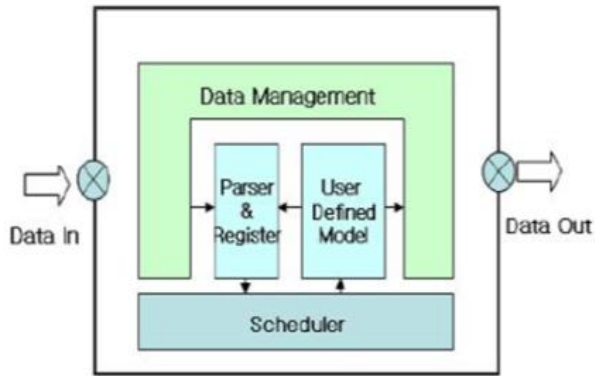 Data Management
Parser
&
Register
User
Defined
Model
Data In
Data Out
Scheduler